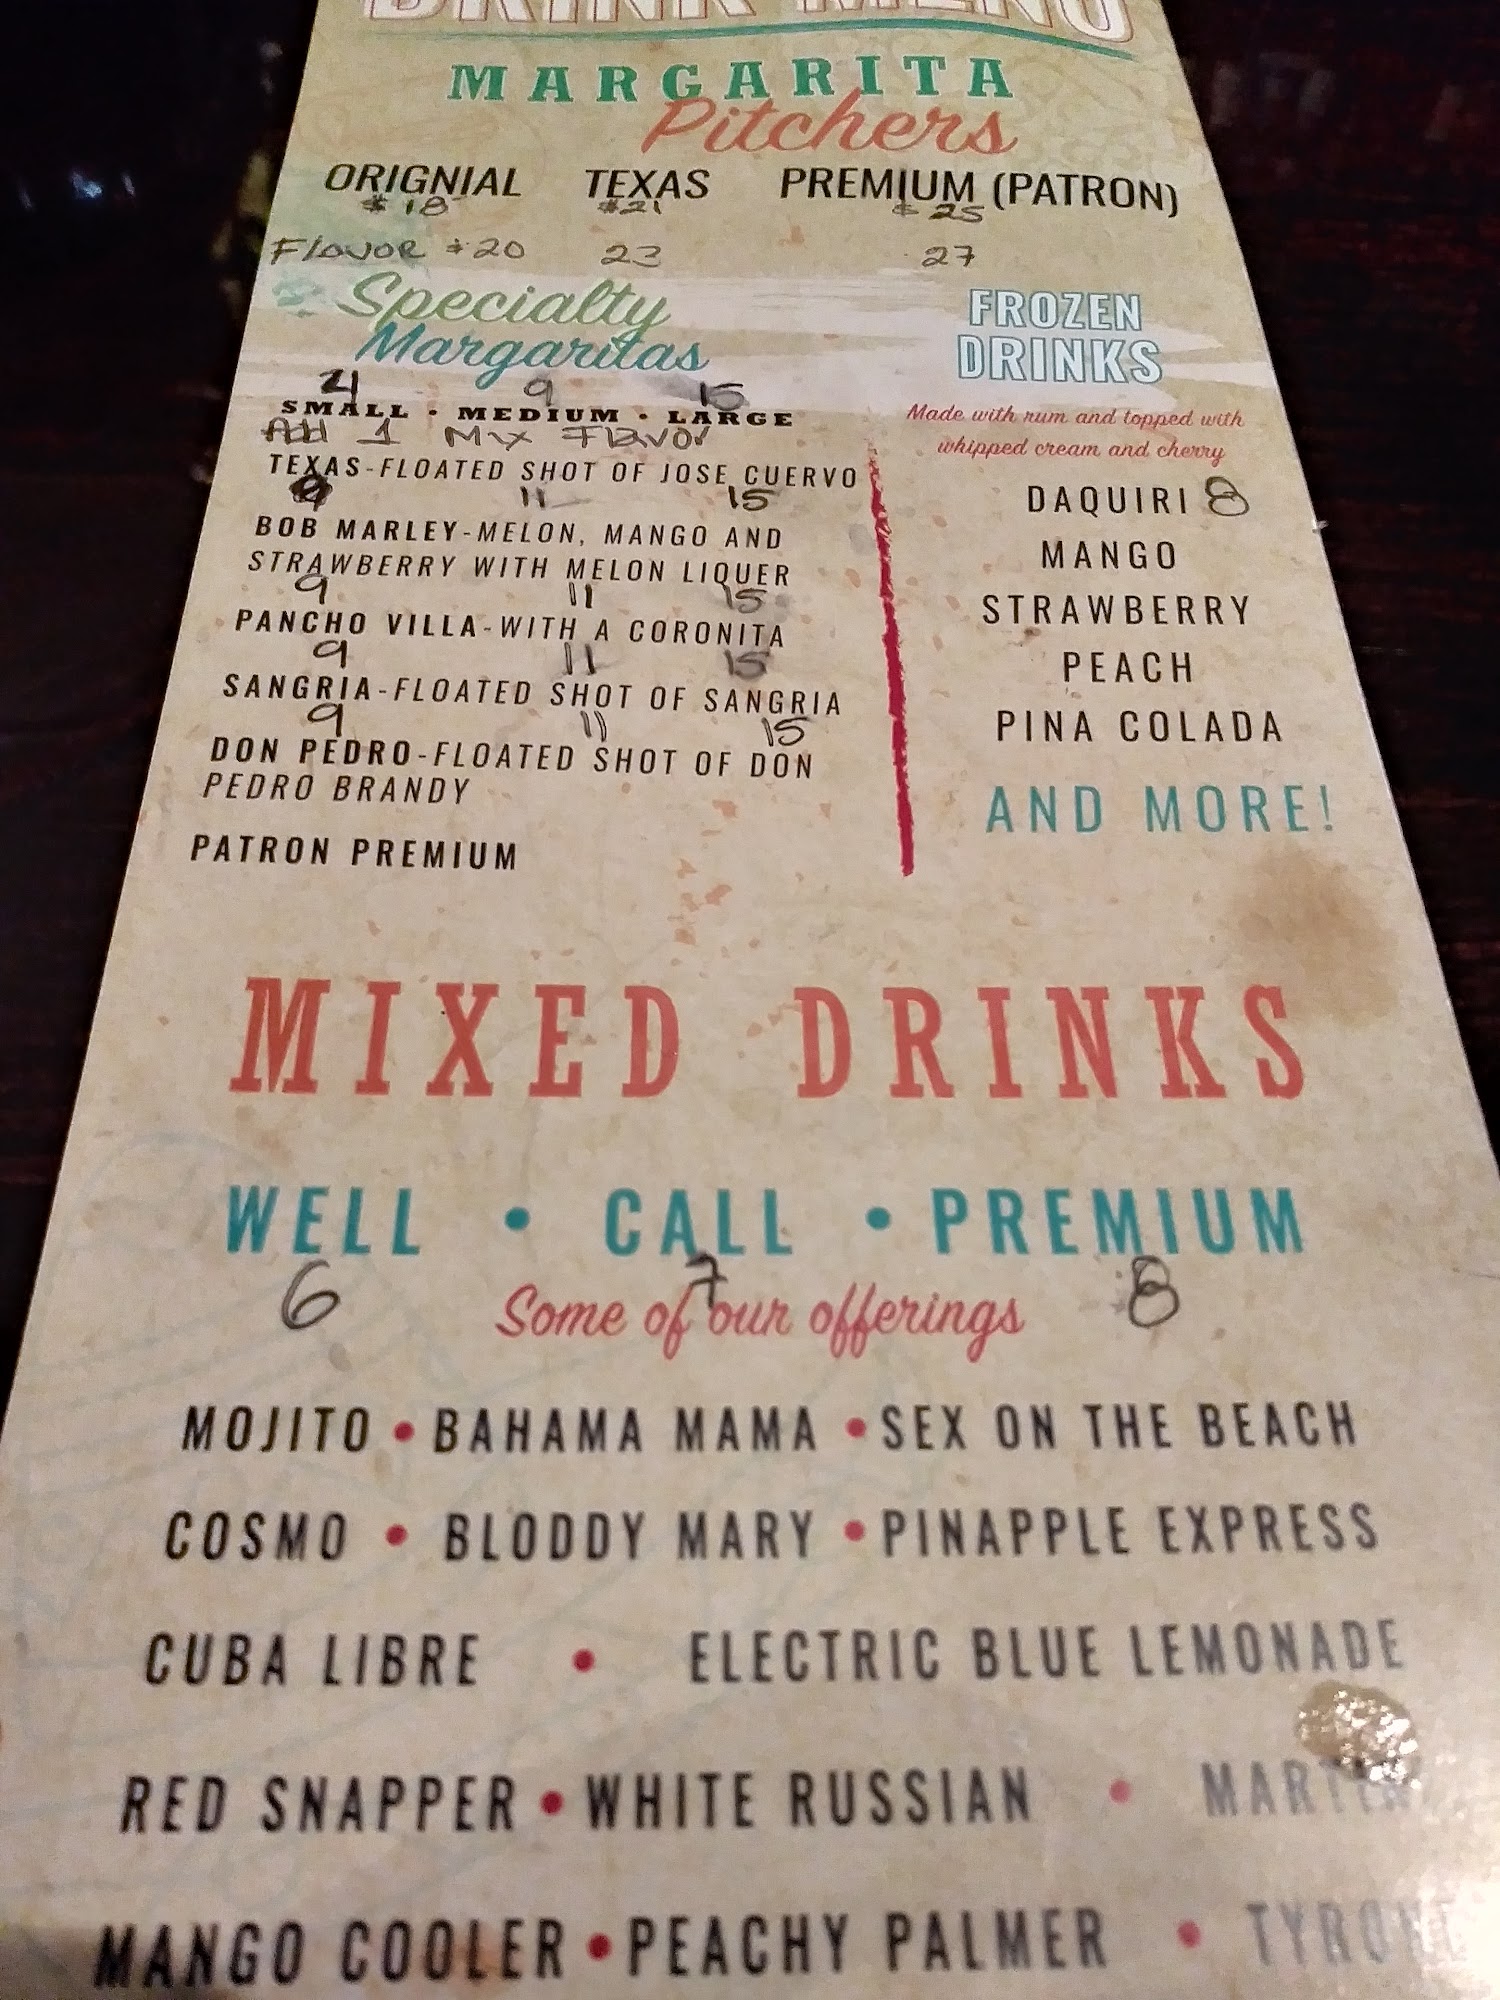 DRINK MENU
MARGARITA
Pitchers
ORIGNIAL TEXAS PREMIUM (PATRON)
$18 $21 $25
FLAVOR $20 23 27
Specialty
Margaritas
9 15
SMALL · MEDIUM · LARGE
Add 1 Mix Flavor
TEXAS-FLOATED SHOT OF JOSE CUERVO
9 11 15
BOB MARLEY-MELON, MANGO AND
STRAWBERRY WITH MELON LIQUER
9 11 15
PANCHO VILLA-WITH A CORONITA
9 11 15
SANGRIA-FLOATED SHOT OF SANGRIA
9 11 15
DON PEDRO-FLOATED SHOT OF DON
PEDRO BRANDY
PATRON PREMIUM
FROZEN
DRINKS
Made with rum and topped with
whipped cream and cherry
DAQUIRI 8
MANGO
STRAWBERRY
PEACH
PINA COLADA
AND MORE!
MIXED DRINKS
WELL • CALL • PREMIUM
6 7 8
Some of our offerings
MOJITO • BAHAMA MAMA • SEX ON THE BEACH
COSMO • BLODDY MARY • PINAPPLE EXPRESS
CUBA LIBRE • ELECTRIC BLUE LEMONADE
RED SNAPPER • WHITE RUSSIAN •
MANGO COOLER • PEACHY PALMER •